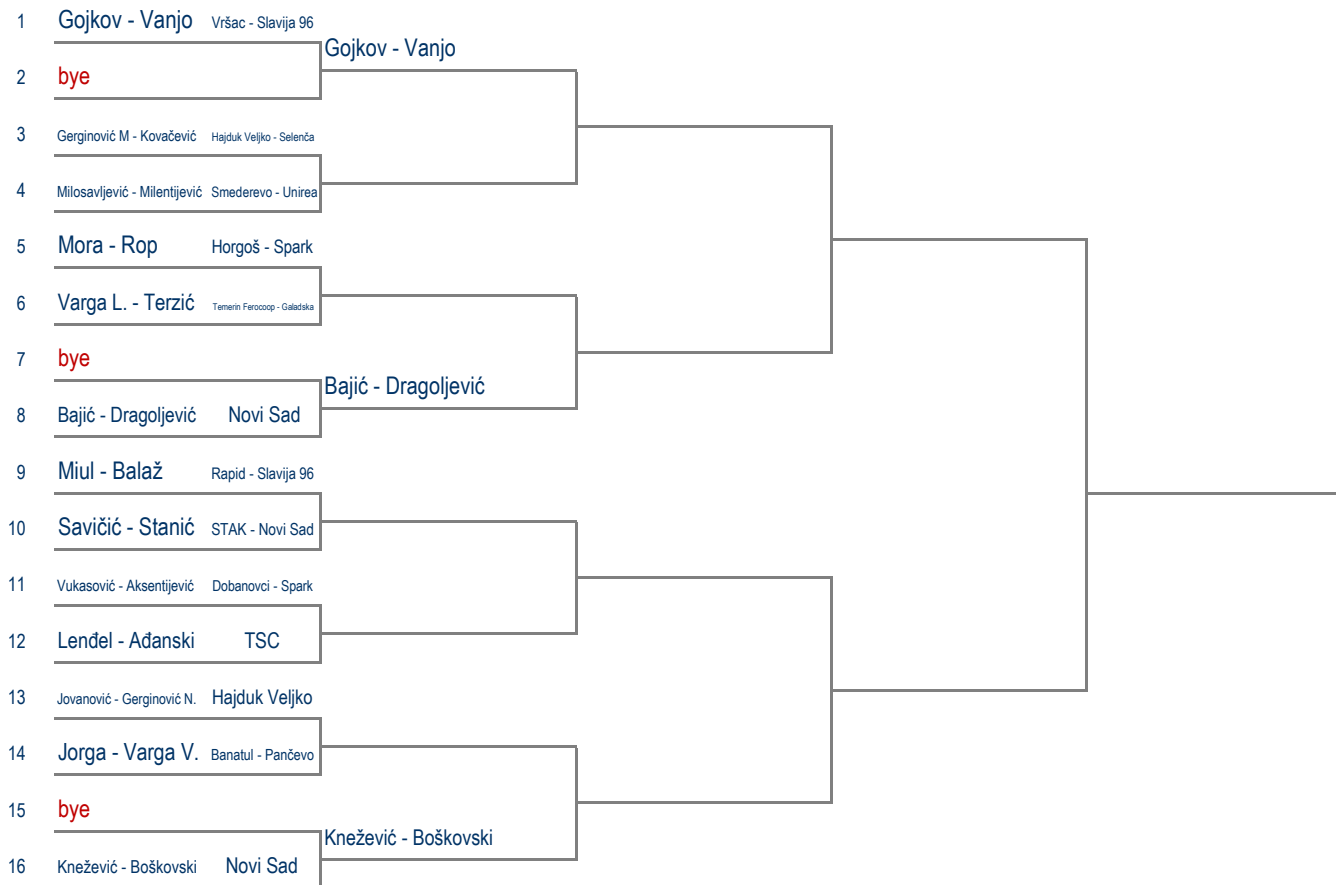 1 Gojkov - Vanjo Vršac - Slavija 96
Gojkov - Vanjo
2 bye
3 Gerginović M - Kovačević Hajduk Veljko - Selenča
4 Milosavljević - Milentijević Smederevo - Unirea
5 Mora - Rop Horgoš - Spark
6 Varga L. - Terzić Temerin Ferocoop - Galadska
7 bye
Bajić - Dragoljević
8 Bajić - Dragoljević Novi Sad
9 Miul - Balaž Rapid - Slavija 96
10 Savičić - Stanić STAK - Novi Sad
11 Vukasović - Aksentijević Dobanovci - Spark
12 Lenđel - Ađanski TSC
13 Jovanović - Gerginović N. Hajduk Veljko
14 Jorga - Varga V. Banatul - Pančevo
15 bye
Knežević - Boškovski
16 Knežević - Boškovski Novi Sad